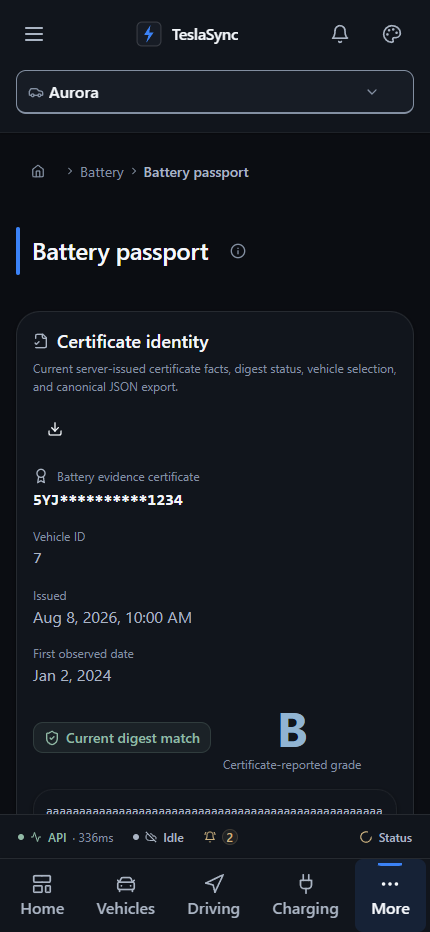 TeslaSync
Aurora
Battery
Battery passport
Battery passport
Certificate identity
Current server-issued certificate facts, digest status, vehicle selection,
and canonical JSON export.
Battery evidence certificate
5YJ**********1234
Vehicle ID
7
Issued
Aug 8, 2026, 10:00 AM
First observed date
Jan 2, 2024
Current digest match
B
Certificate-reported grade
API · 336ms
Idle
2
Status
Home
Vehicles
Driving
Charging
More